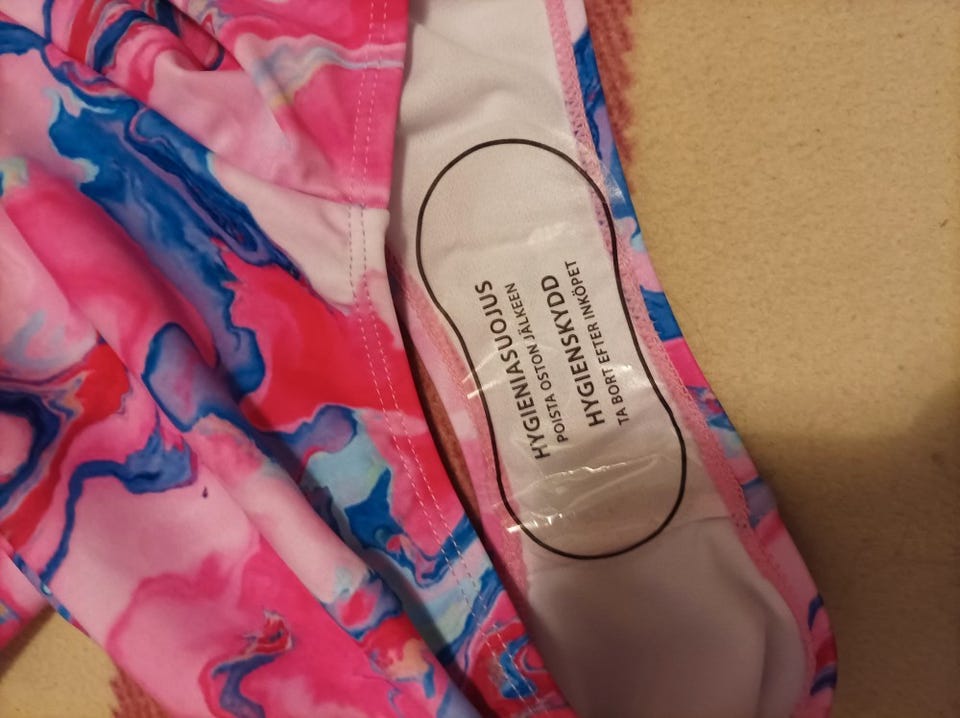 HYGIENIASUOJUS
POISTA OSTON JÄLKEEN
HYGIENSKYDD
TA BORT EFTER INKÖPET